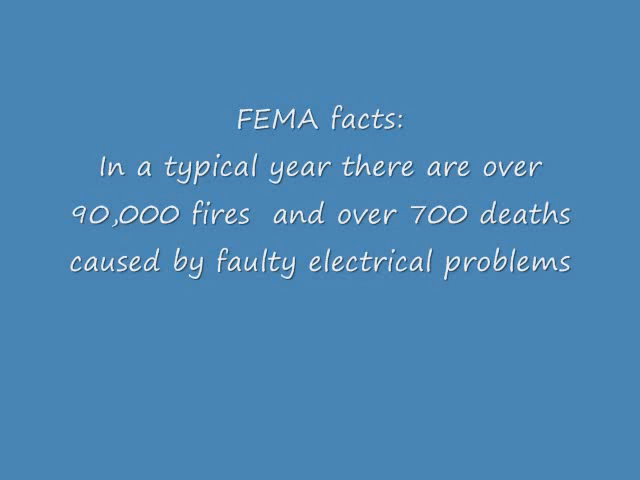 FEMA facts:
In a typical year there are over
90,000 fires and over 700 deaths
caused by faulty electrical problems